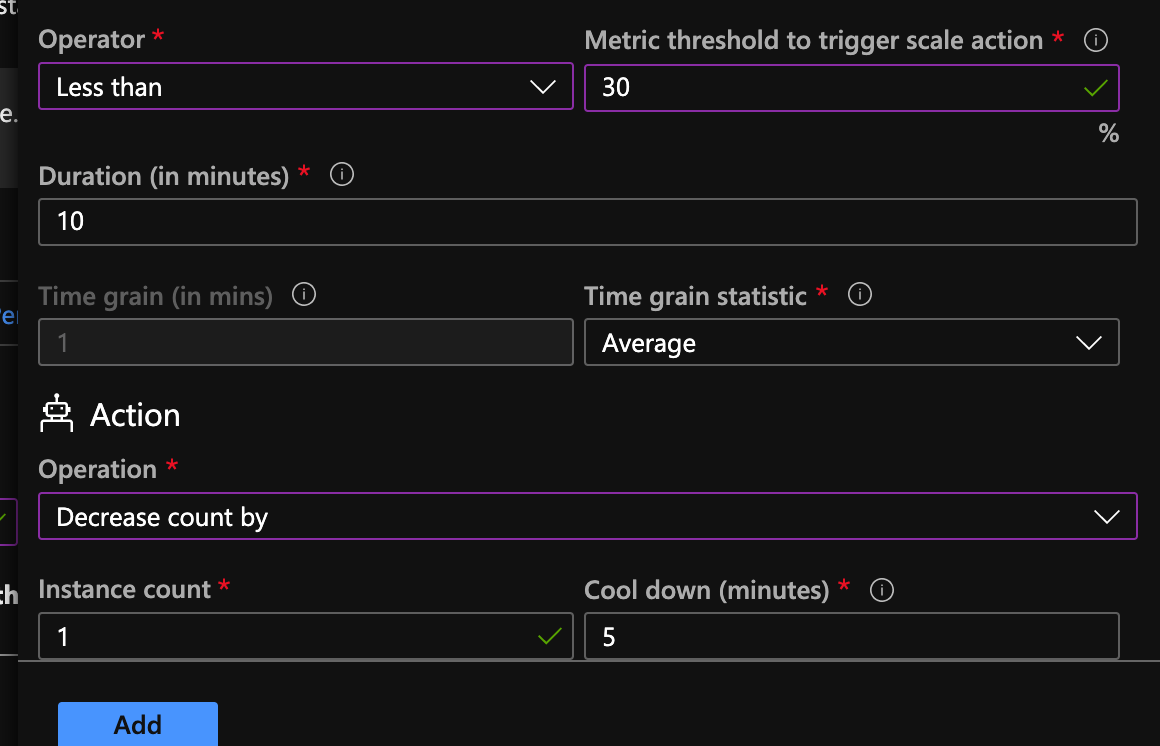 Operator *
Metric threshold to trigger scale action *
Less than
30
%
Duration (in minutes) *
10
Time grain (in mins)
Time grain statistic *
1
Average
Action
Operation *
Decrease count by
Instance count *
Cool down (minutes) *
1
5
Add